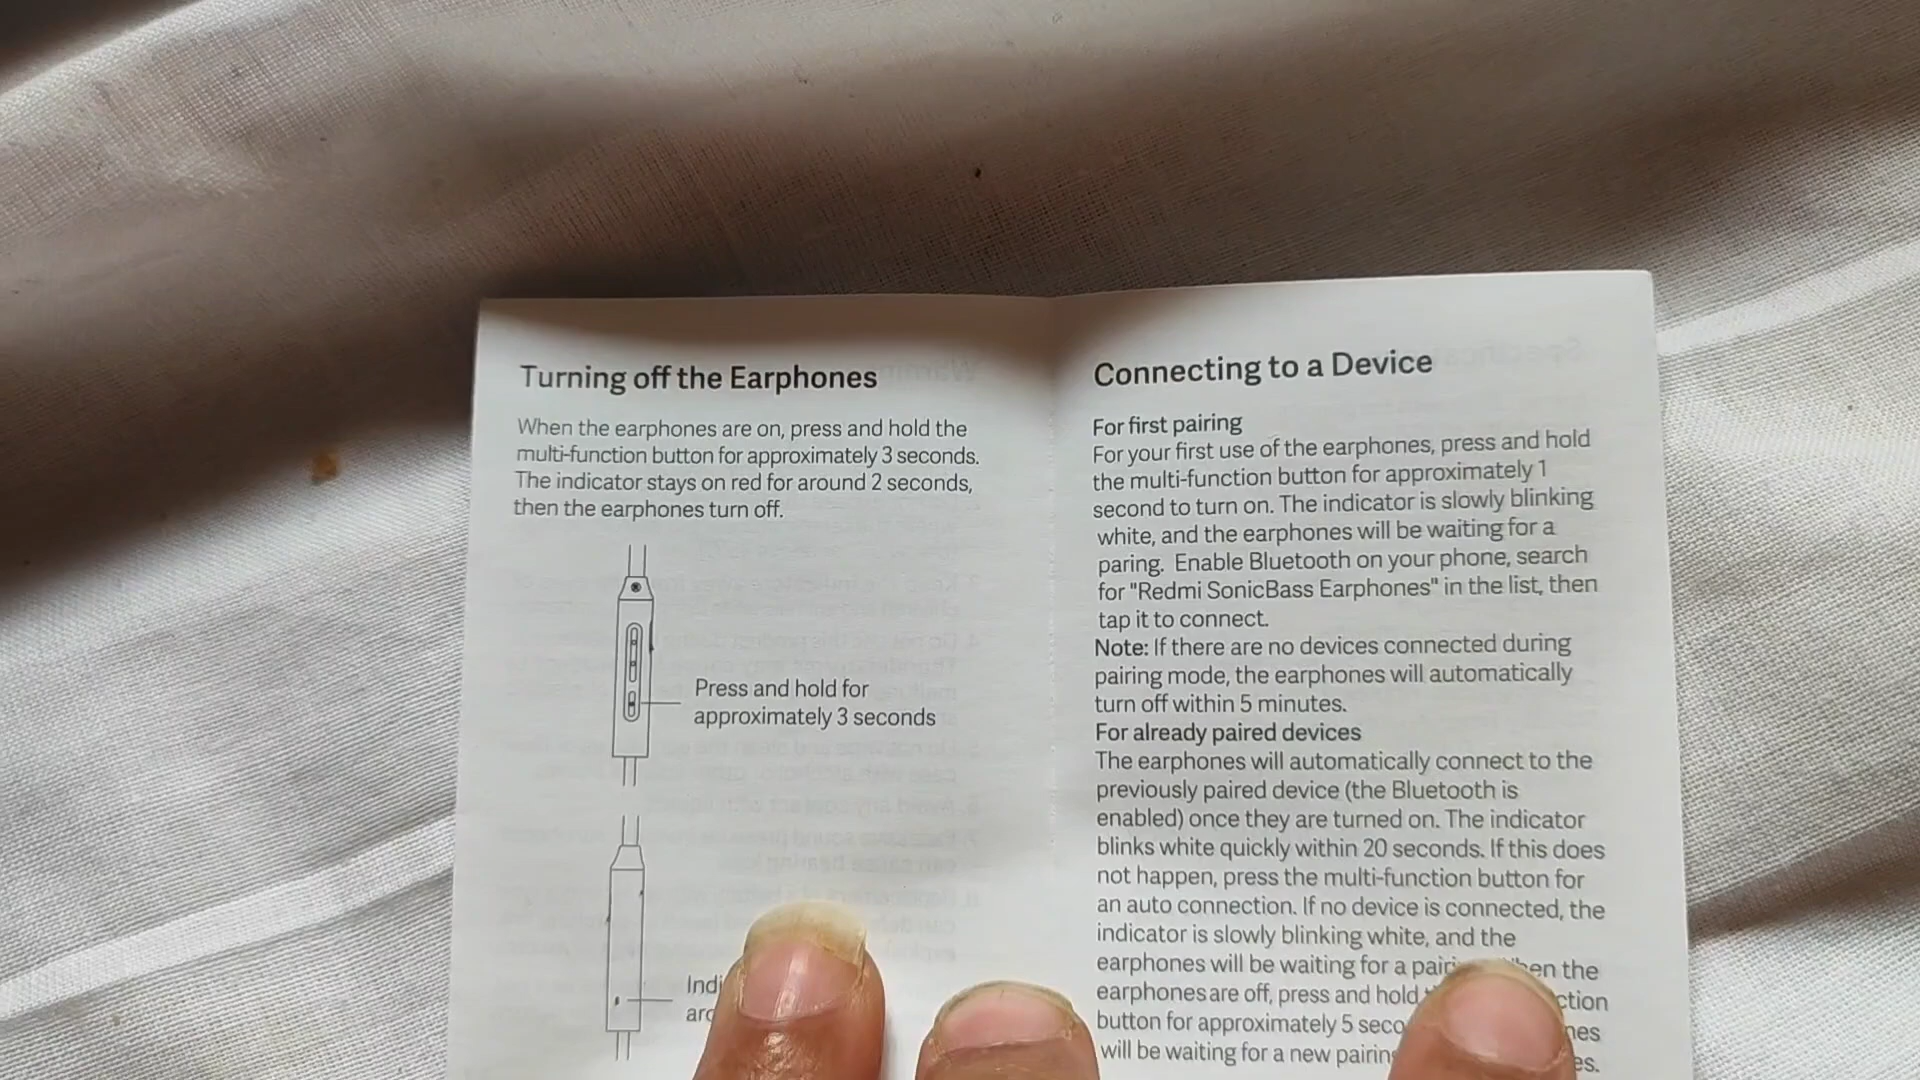 Turning off the Earphones
When the earphones are on, press and hold the
multi-function button for approximately 3 seconds.
The indicator stays on red for around 2 seconds,
then the earphones turn off.
Press and hold for
approximately 3 seconds
Connecting to a Device
For first pairing
For your first use of the earphones, press and hold
the multi-function button for approximately 1
second to turn on. The indicator is slowly blinking
white, and the earphones will be waiting for a
paring. Enable Bluetooth on your phone, search
for "Redmi SonicBass Earphones" in the list, then
tap it to connect.
Note: If there are no devices connected during
pairing mode, the earphones will automatically
turn off within 5 minutes.
For already paired devices
The earphones will automatically connect to the
previously paired device (the Bluetooth is
enabled) once they are turned on. The indicator
blinks white quickly within 20 seconds. If this does
not happen, press the multi-function button for
an auto connection. If no device is connected, the
indicator is slowly blinking white, and the
earphones will be waiting for a the
earphones are off, press and hold
button for approximately 5
will be waiting for a new